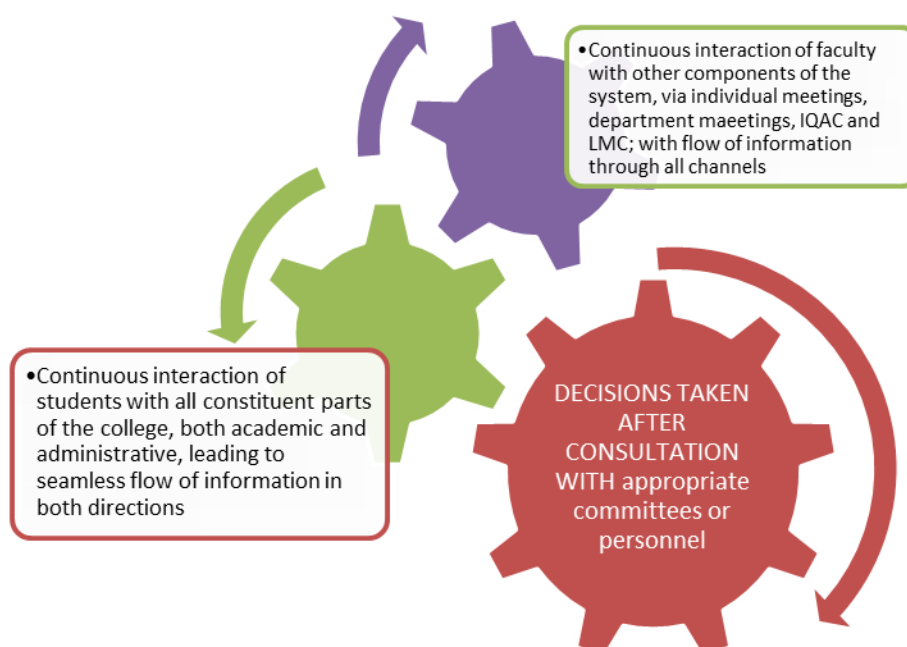 •Continuous interaction of faculty
with other components of the
system, via individual meetings,
department maeetings, IQAC and
LMC; with flow of information
through all channels
•Continuous interaction of
students with all constituent parts
of the college, both academic and
administrative, leading to
seamless flow of information in
both directions
DECISIONS TAKEN
AFTER
CONSULTATION
WITH appropriate
committees or
personnel